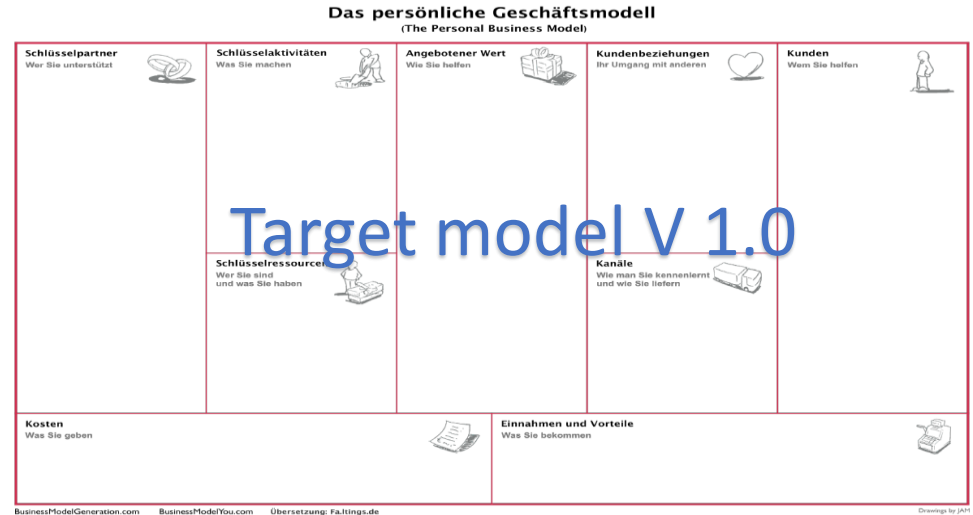 Das persönliche Geschäftsmodell
(The Personal Business Model)
Schlüsselpartner
Wer Sie unterstützt
Schlüsselaktivitäten
Was Sie machen
Angebotener Wert
Wie Sie helfen
Kundenbeziehungen
Ihr Umgang mit anderen
Kunden
Wem Sie helfen
Target model V 1.0
Schlüsselressourcen
Wer Sie sind
und was Sie haben
Kanäle
Wie man Sie kennenlernt
und wie Sie liefern
Kosten
Was Sie geben
Einnahmen und Vorteile
Was Sie bekommen
BusinessModelGeneration.com BusinessModelYou.com Übersetzung: Fa.ltings.de Drawings by JAM